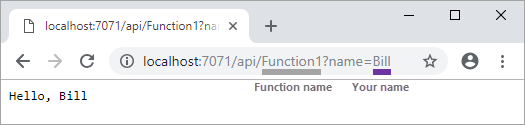 localhost:7071/api/Function1?na
localhost:7071/api/Function1?name=Bill
Function name Your name
Hello, Bill